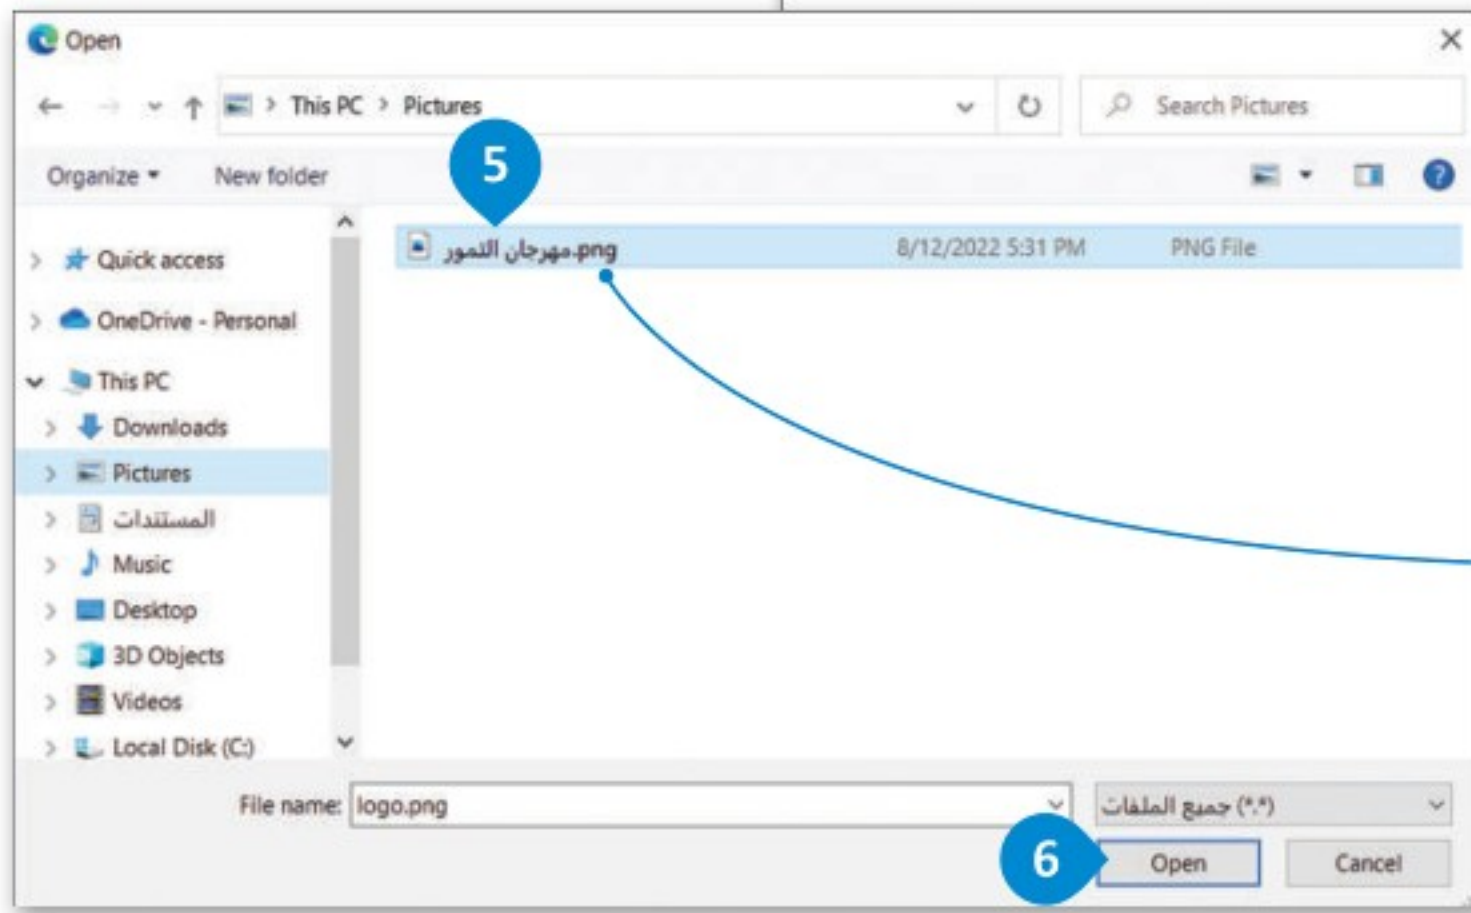 Open
This PC > Pictures
Search Pictures
Organize
New folder
5
مهرجان التمور.png
8/12/2022 5:31 PM
PNG File
Quick access
OneDrive - Personal
This PC
Downloads
Pictures
المستندات
Music
Desktop
3D Objects
Videos
Local Disk (C:)
File name: logo.png
جميع الملفات (*.*)
6
Open
Cancel